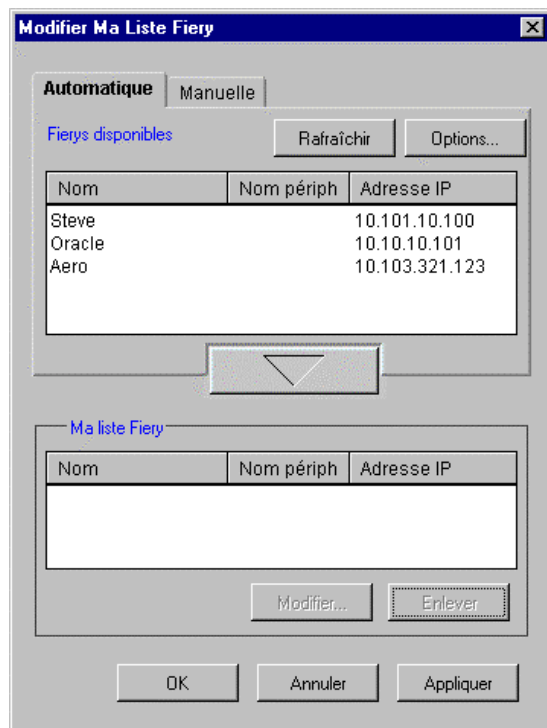 Modifier Ma Liste Fiery
Automatique Manuelle
Fierys disponibles Rafraîchir Options...
Nom Nom périph Adresse IP
Steve 10.101.10.100
Oracle 10.10.10.101
Aero 10.103.321.123
Ma liste Fiery
Nom Nom périph Adresse IP
Modifier... Enlever
OK Annuler Appliquer